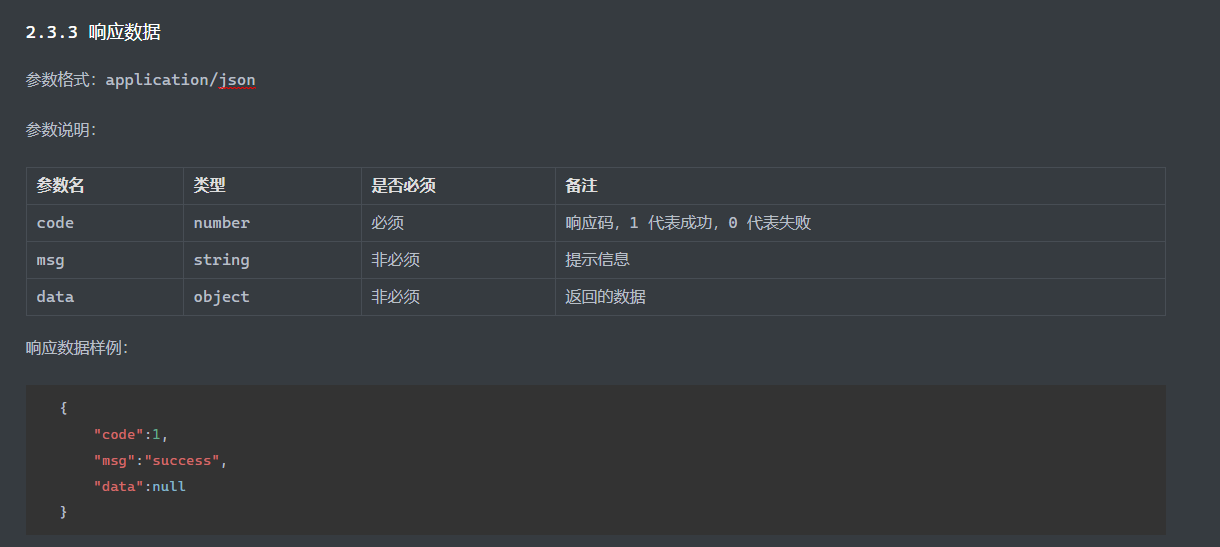 2.3.3 响应数据
参数格式：application/json
参数说明：
参数名 类型 是否必须 备注
code number 必须 响应码，1 代表成功，0 代表失败
msg string 非必须 提示信息
data object 非必须 返回的数据
响应数据样例：
{
"code":1,
"msg":"success",
"data":null
}